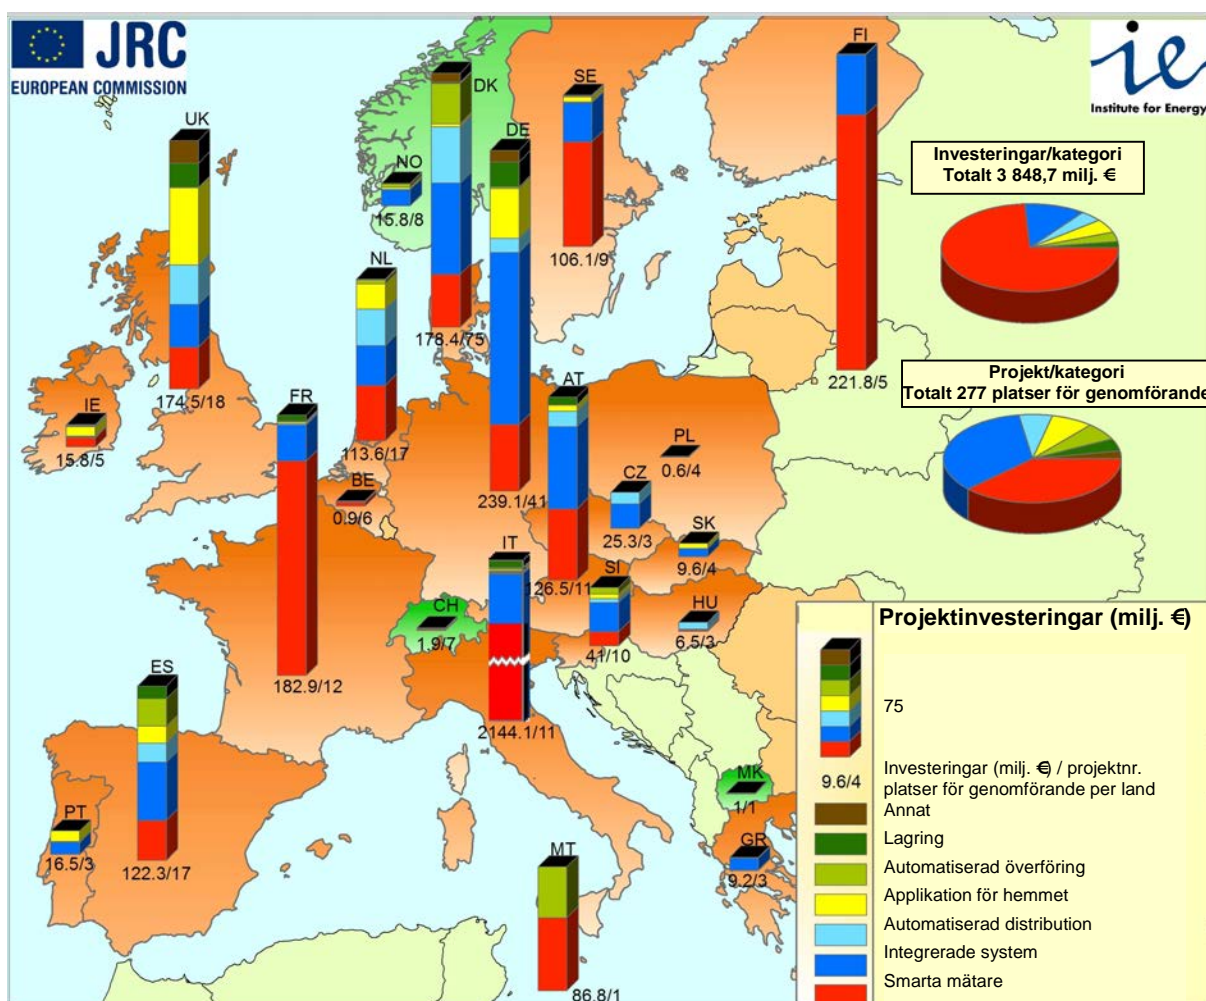 JRC
EUROPEAN COMMISSION
ie
Institute for Energy
Investeringar/kategori
Totalt 3 848,7 milj. €
Projekt/kategori
Totalt 277 platser för genomförande
UK
174.5/18
IE
15.8/5
NO
15.8/8
DK
178.4/75
SE
106.1/9
FI
221.8/5
DE
239.1/41
NL
113.6/17
BE
0.9/6
FR
182.9/12
AT
126.5/11
PL
0.6/4
CZ
25.3/3
SK
9.6/4
SI
41/10
HU
6.5/3
IT
2144.1/11
CH
1.9/7
ES
122.3/17
PT
16.5/3
MT
86.8/1
MK
1/1
GR
9.2/3
Projektinvesteringar (milj. €)
75
9.6/4
Investeringar (milj. €) / projektnr.
platser för genomförande per land
Annat
Lagring
Automatiserad överföring
Applikation för hemmet
Automatiserad distribution
Integrerade system
Smarta mätare